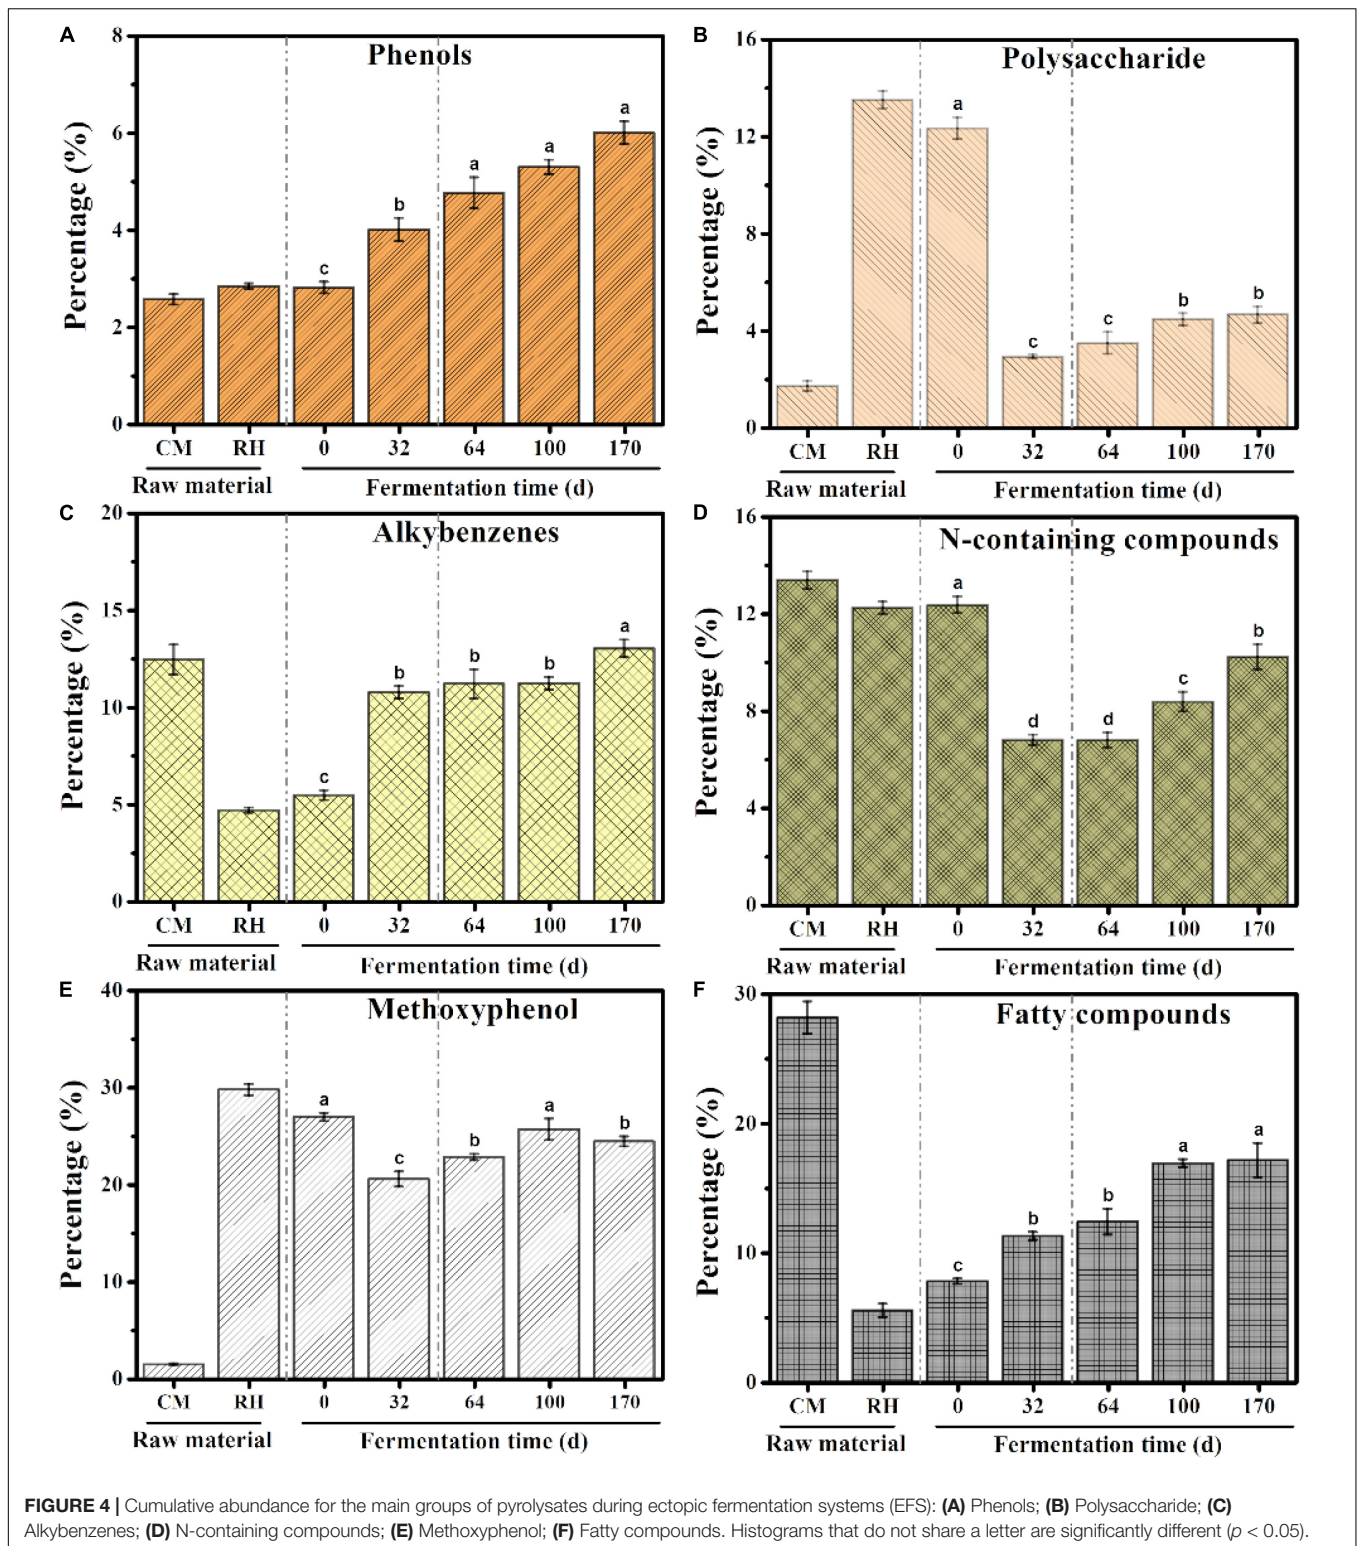 A
Phenols
8
6
4
2
0
Percentage (%)
c
b
a
a
a
CM RH 0 32 64 100 170
Raw material Fermentation time (d)
B
Polysaccharide
16
12
8
4
0
Percentage (%)
a
c
c
b
b
CM RH 0 32 64 100 170
Raw material Fermentation time (d)
C
Alkybenzenes
20
15
10
5
0
Percentage (%)
c
b
b
b
a
CM RH 0 32 64 100 170
Raw material Fermentation time (d)
D
N-containing compounds
16
12
8
4
0
Percentage (%)
a
d
d
c
b
CM RH 0 32 64 100 170
Raw material Fermentation time (d)
E
Methoxyphenol
40
30
20
10
0
Percentage (%)
a
c
b
a
b
CM RH 0 32 64 100 170
Raw material Fermentation time (d)
F
Fatty compounds
30
20
10
0
Percentage (%)
c
b
b
a
a
CM RH 0 32 64 100 170
Raw material Fermentation time (d)
FIGURE 4 | Cumulative abundance for the main groups of pyrolysates during ectopic fermentation systems (EFS): (A) Phenols; (B) Polysaccharide; (C)
Alkybenzenes; (D) N-containing compounds; (E) Methoxyphenol; (F) Fatty compounds. Histograms that do not share a letter are significantly different (p < 0.05).